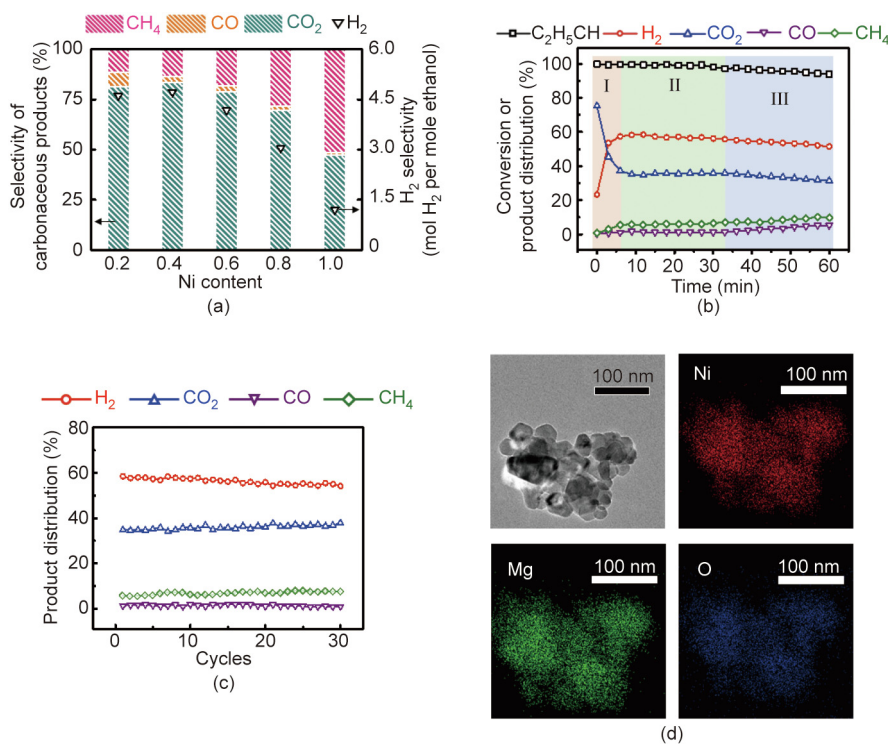 CH₄ CO CO₂ H₂
Selectivity of
carbonaceous products (%)
100
75
50
25
0
6.0
4.5
3.0
1.5
0
H₂ selectivity
(mol H₂ per mole ethanol)
0.2 0.4 0.6 0.8 1.0
Ni content
(a)
C₂H₅CH H₂ CO₂ CO CH₄
Conversion or
product distribution (%)
100
80
60
40
20
0
I II III
0 10 20 30 40 50 60
Time (min)
(b)
H₂ CO₂ CO CH₄
Product distribution (%)
80
60
40
20
0
0 10 20 30
Cycles
(c)
100 nm
Ni
100 nm
Mg
100 nm
O
100 nm
(d)